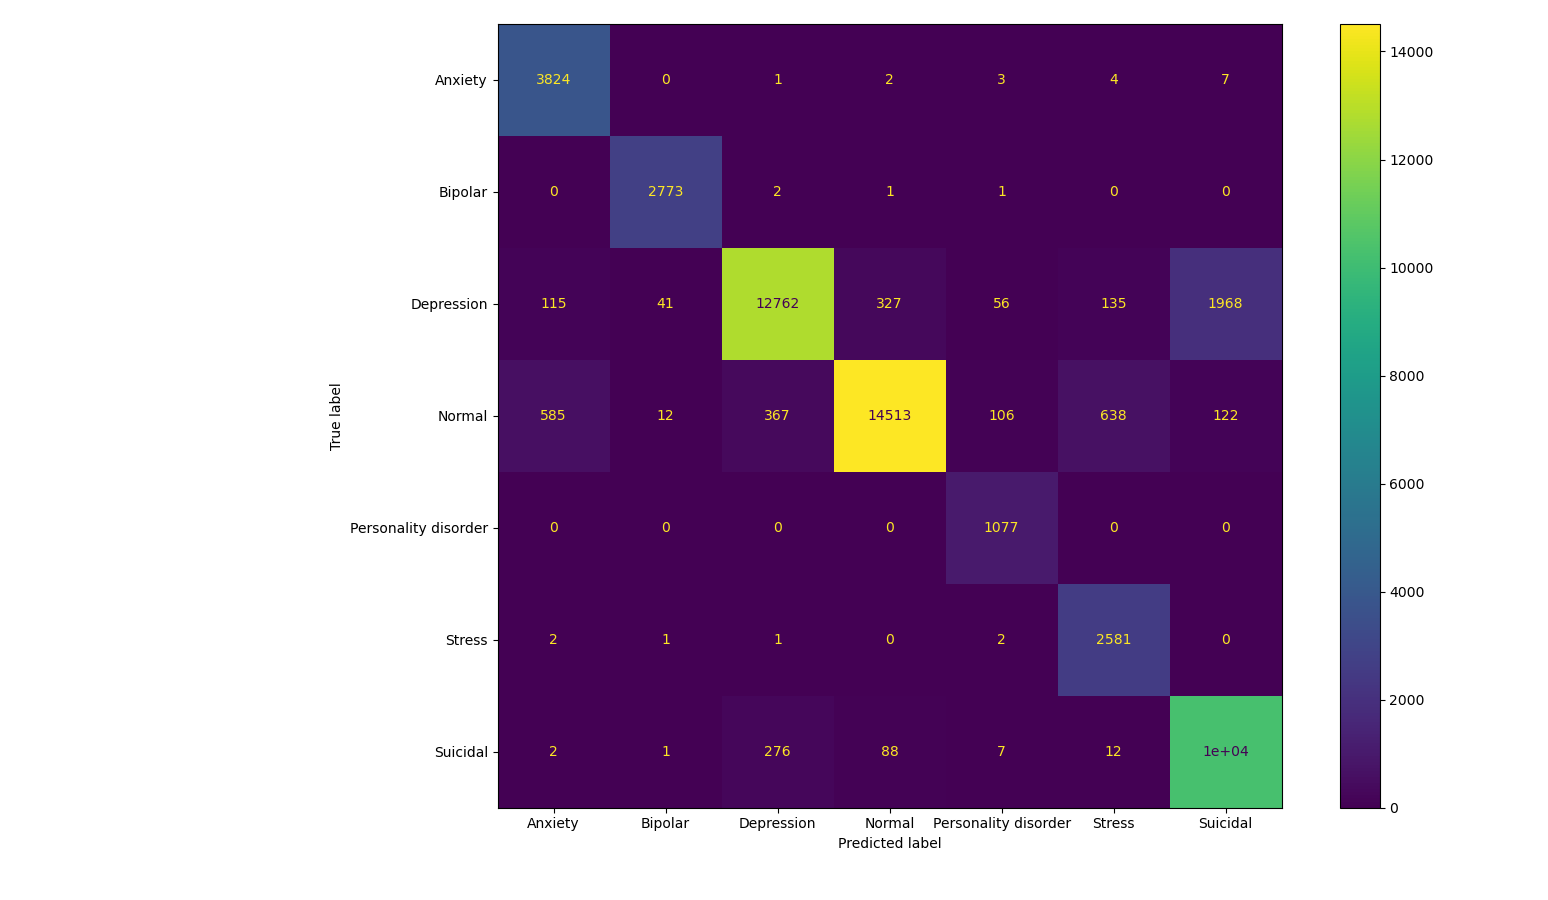 Anxiety 3824 0 1 2 3 4 7
Bipolar 0 2773 2 1 1 0 0
Depression 115 41 12762 327 56 135 1968
Normal 585 12 367 14513 106 638 122
Personality disorder 0 0 0 0 1077 0 0
Stress 2 1 1 0 2 2581 0
Suicidal 2 1 276 88 7 12 1e+04
Anxiety Bipolar Depression Normal Personality disorder Stress Suicidal
Predicted label
True label
14000
12000
10000
8000
6000
4000
2000
0